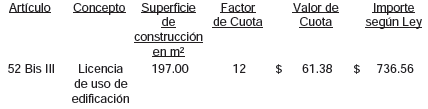 Artículo Concepto Superficie Factor Valor de Importe
de de Cuota Cuota según Ley
construcción
en m²
52 Bis III Licencia 197.00 12 $ 61.38 $ 736.56
de uso de
edificación